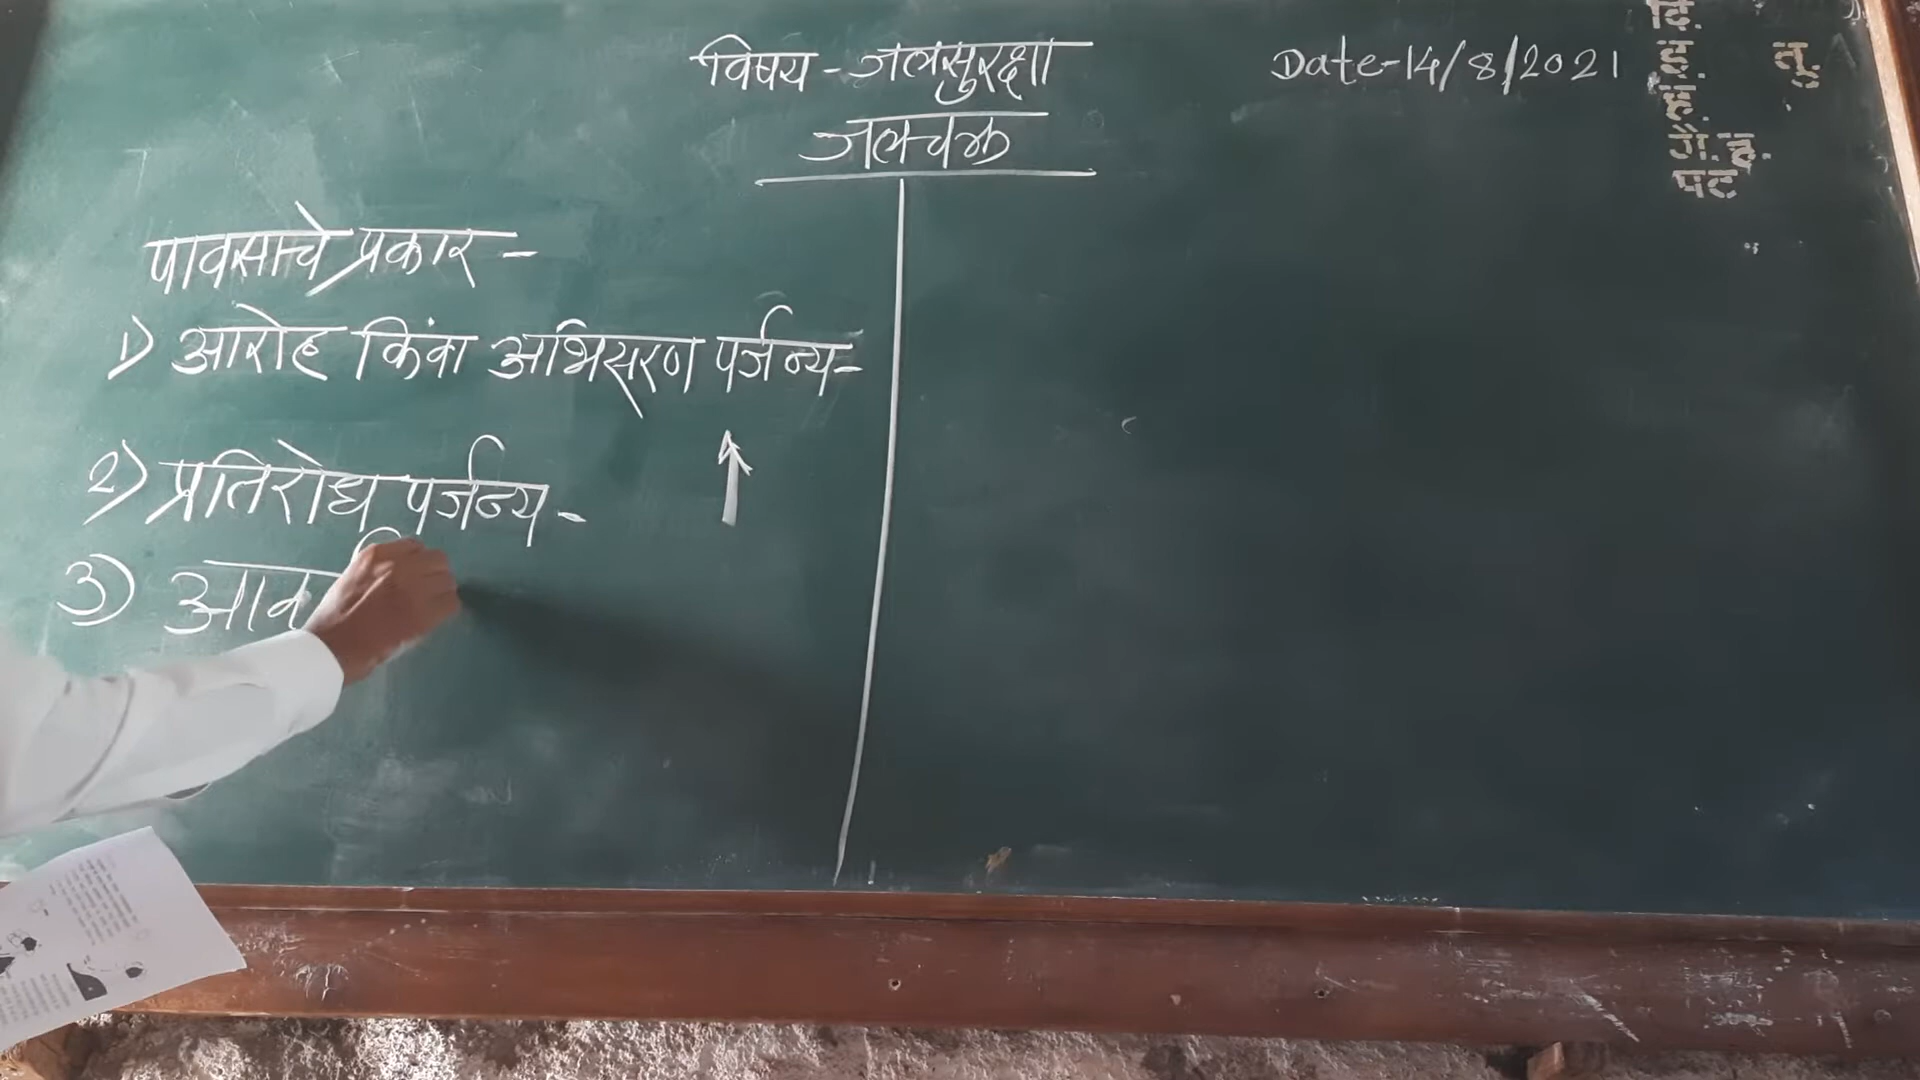 विषय - जलसुरक्षा
Date-14/8/2021
जलचक्र
दि.
ह. तु.
हा.
गै. ह.
पट
पावसाचे प्रकार -
1) आरोह किंवा अभिसरण पर्जन्य-
2) प्रतिरोध पर्जन्य-
3) आव